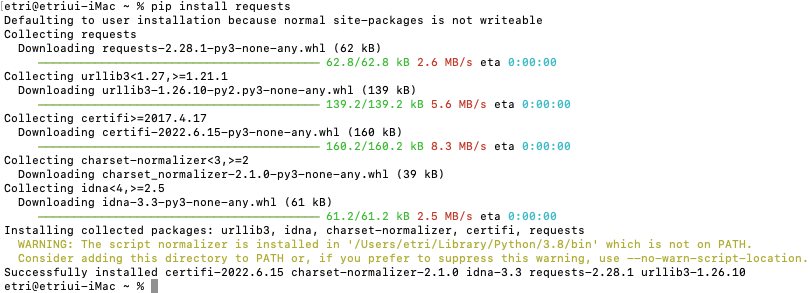 etri@etriui-iMac ~ % pip install requests
Defaulting to user installation because normal site-packages is not writeable
Collecting requests
  Downloading requests-2.28.1-py3-none-any.whl (62 kB)
62.8/62.8 kB 2.6 MB/s eta 0:00:00
Collecting urllib3<1.27,>=1.21.1
  Downloading urllib3-1.26.10-py2.py3-none-any.whl (139 kB)
139.2/139.2 kB 5.6 MB/s eta 0:00:00
Collecting certifi>=2017.4.17
  Downloading certifi-2022.6.15-py3-none-any.whl (160 kB)
160.2/160.2 kB 8.3 MB/s eta 0:00:00
Collecting charset-normalizer<3,>=2
  Downloading charset_normalizer-2.1.0-py3-none-any.whl (39 kB)
Collecting idna<4,>=2.5
  Downloading idna-3.3-py3-none-any.whl (61 kB)
61.2/61.2 kB 2.5 MB/s eta 0:00:00
Installing collected packages: urllib3, idna, charset-normalizer, certifi, requests
  WARNING: The script normalizer is installed in '/Users/etri/Library/Python/3.8/bin' which is not on PATH.
  Consider adding this directory to PATH or, if you prefer to suppress this warning, use --no-warn-script-location.
Successfully installed certifi-2022.6.15 charset-normalizer-2.1.0 idna-3.3 requests-2.28.1 urllib3-1.26.10
etri@etriui-iMac ~ %